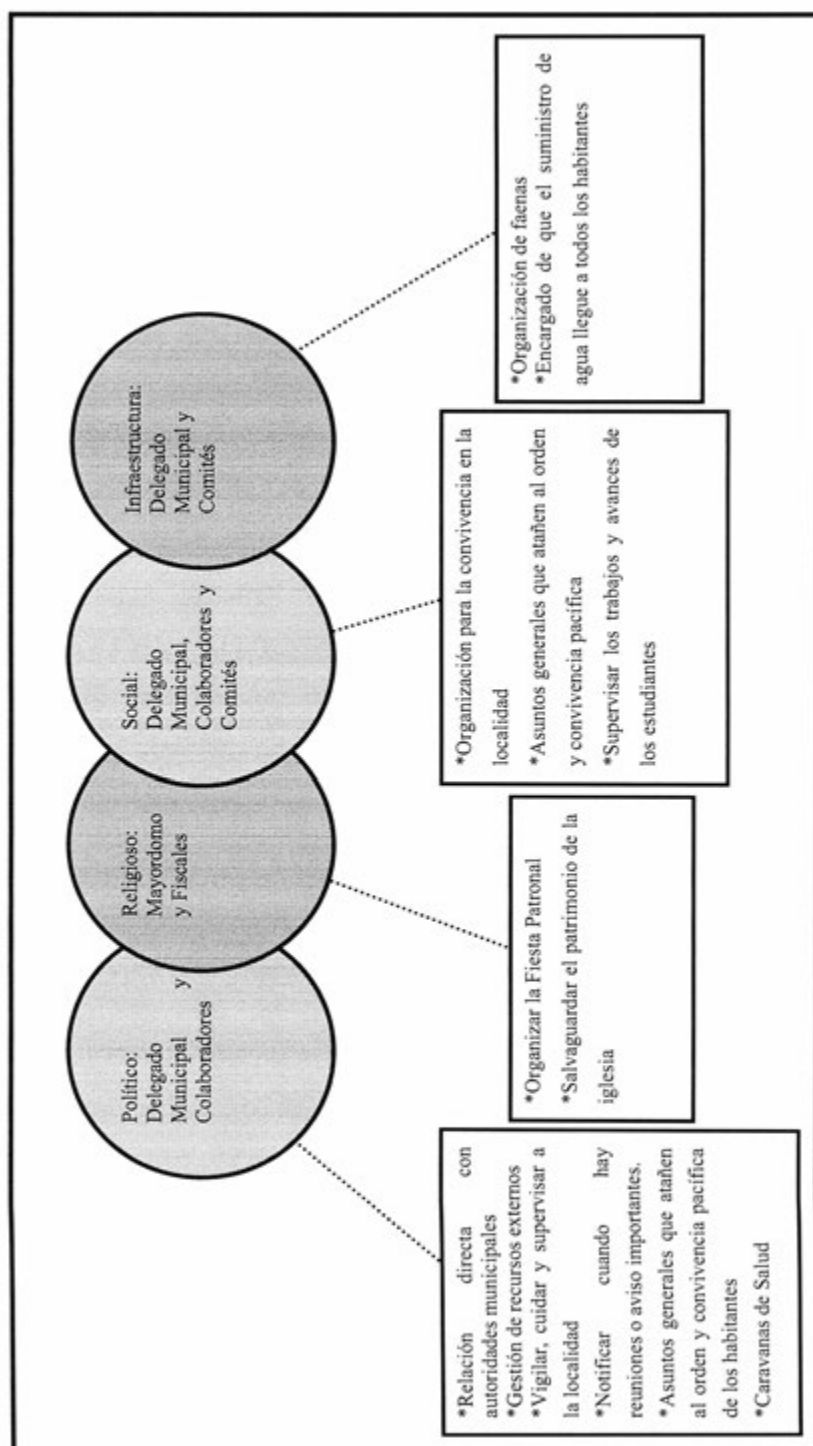 Político:
Delegado
Municipal y
Colaboradores
Religioso:
Mayordomo
y Fiscales
Social:
Delegado
Municipal,
Colaboradores y
Comités
Infraestructura:
Delegado
Municipal y
Comités
*Relación directa con
autoridades municipales
*Gestión de recursos externos
*Vigilar, cuidar y supervisar a
la localidad
*Notificar cuando hay
reuniones o aviso importantes.
*Asuntos generales que atañen
al orden y convivencia pacífica
de los habitantes
*Caravanas de Salud
*Organizar la Fiesta Patronal
*Salvaguardar el patrimonio de la
iglesia
*Organización para la convivencia en la
localidad
*Asuntos generales que atañen al orden
y convivencia pacífica
*Supervisar los trabajos y avances de
los estudiantes
*Organización de faenas
*Encargado de que el suministro de
agua llegue a todos los habitantes